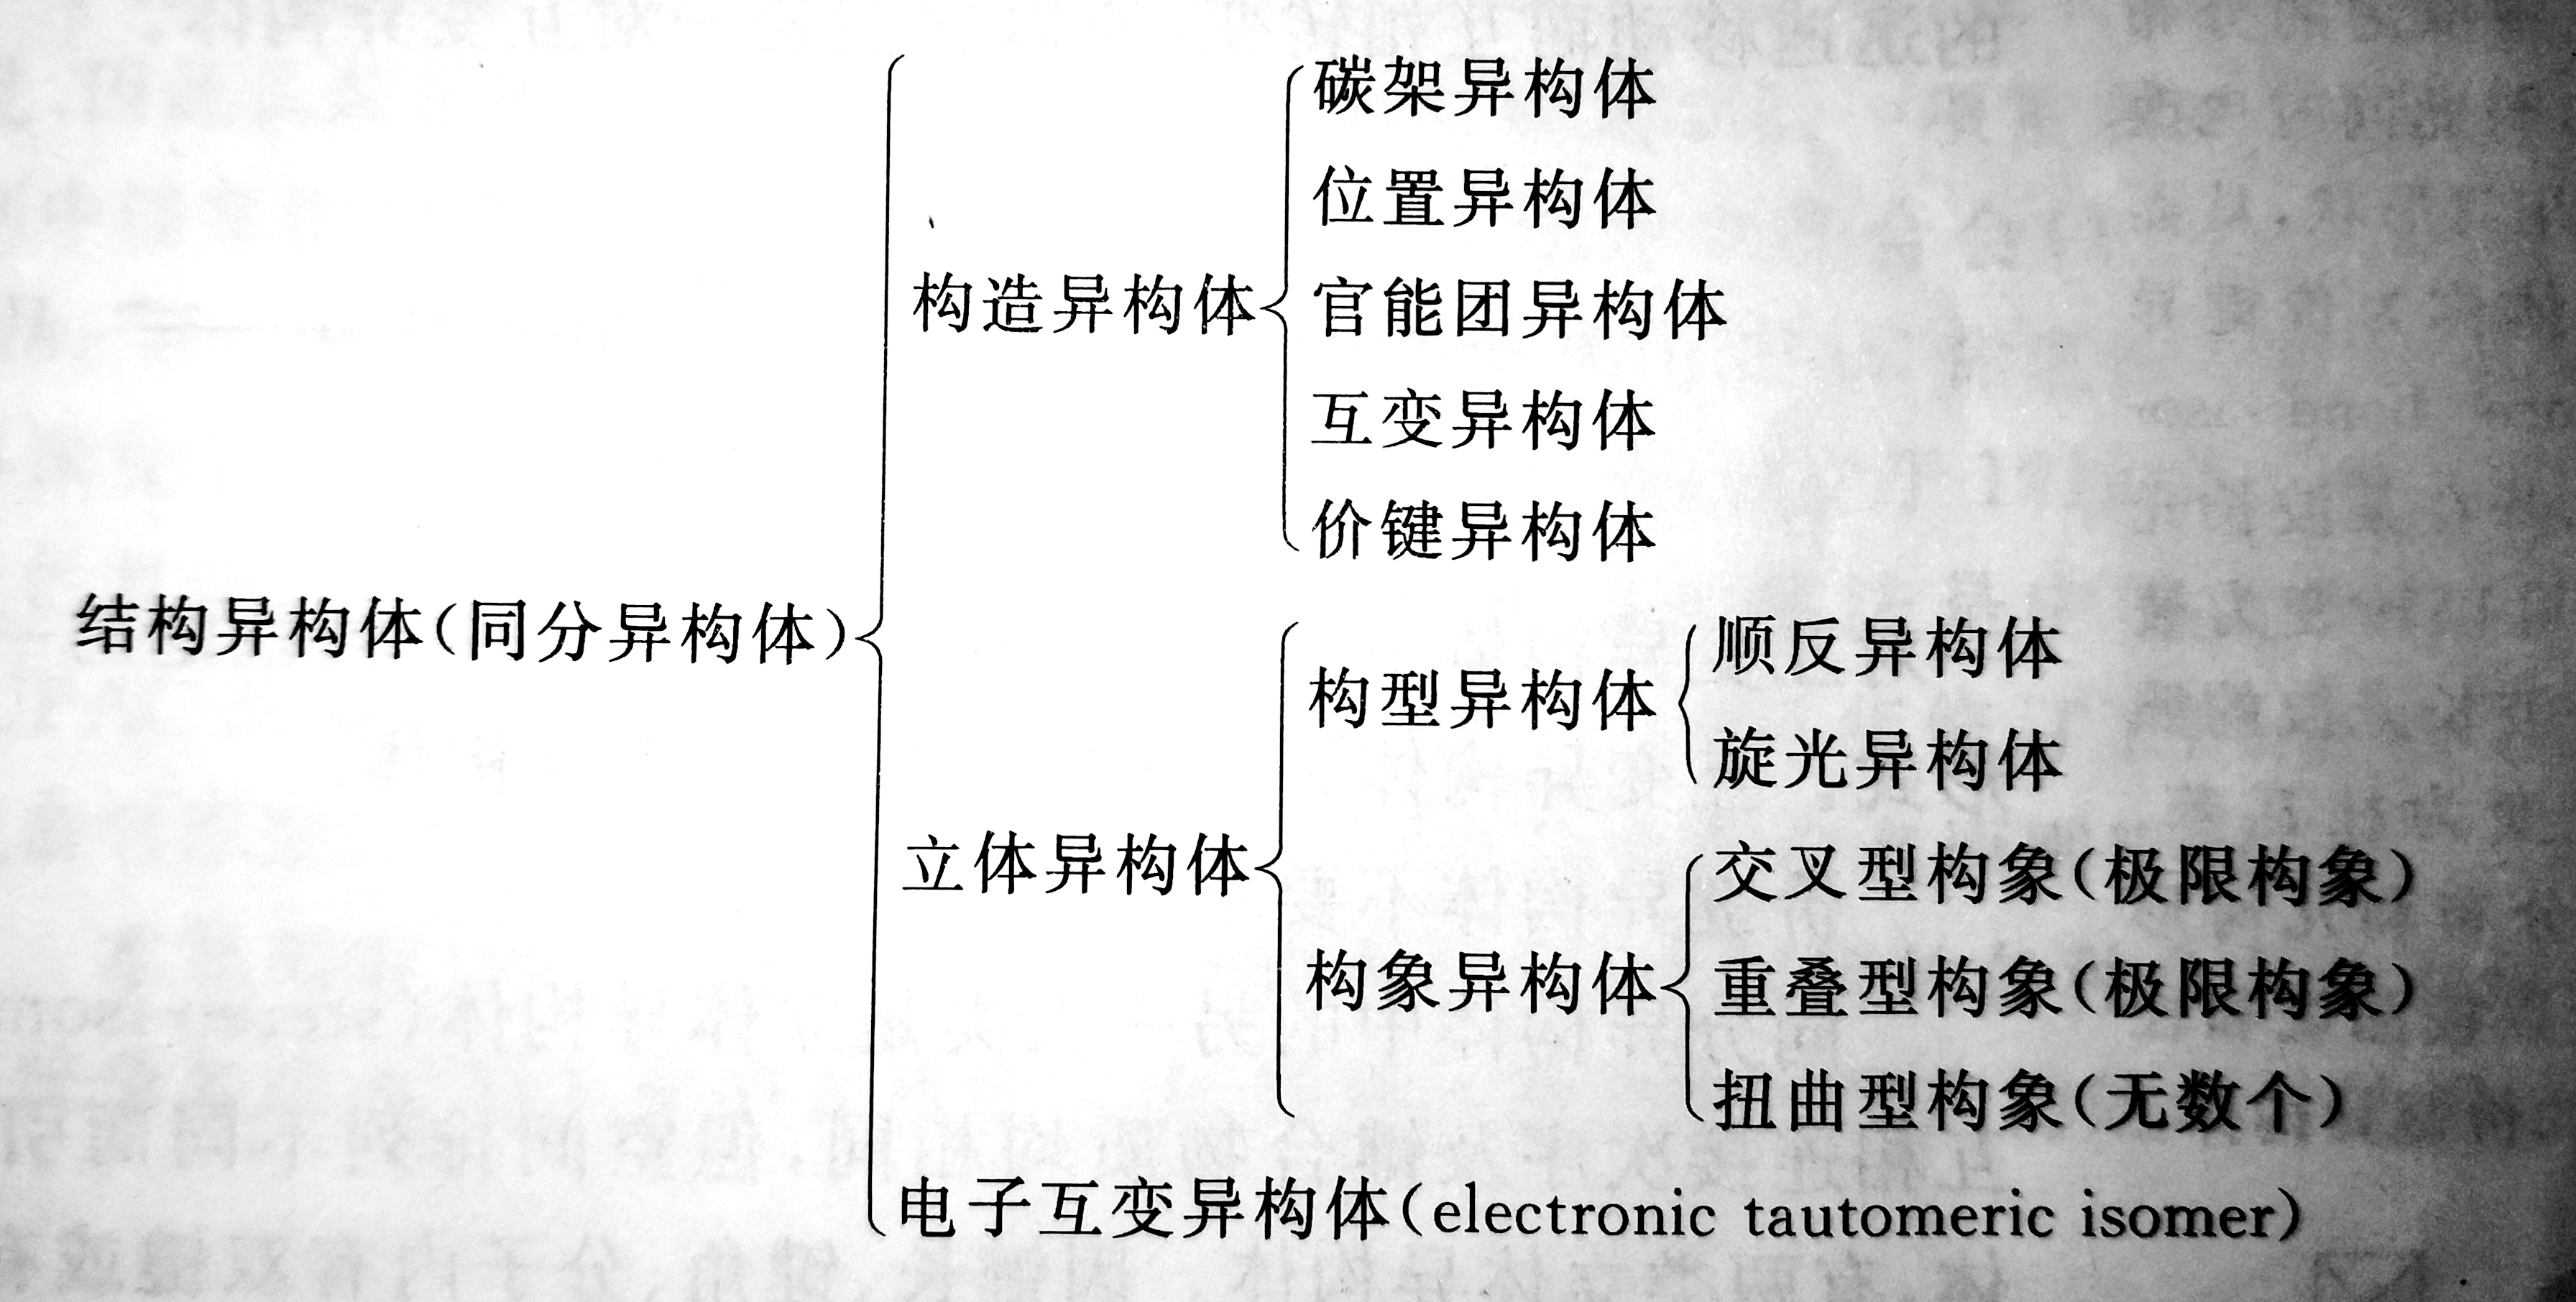 碳架异构体
位置异构体
构造异构体
官能团异构体
互变异构体
价键异构体
结构异构体(同分异构体)
顺反异构体
构型异构体
旋光异构体
立体异构体
交叉型构象(极限构象)
构象异构体
重叠型构象(极限构象)
扭曲型构象(无数个)
电子互变异构体(electronic tautomeric isomer)